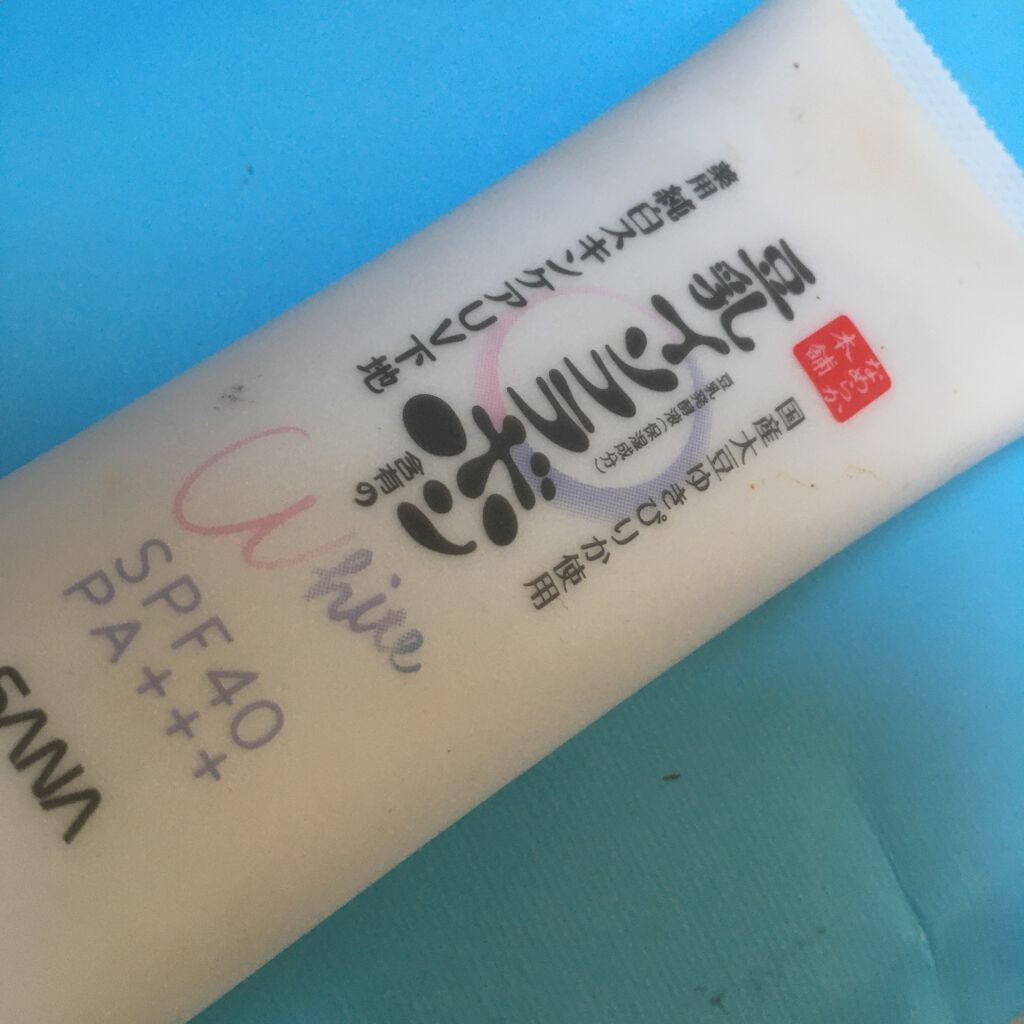 なめらか
本舗
国産大豆ゆきぴりか使用
豆乳イソフラボン
含有の
豆乳発酵液(保湿成分)
薬用 純白スキンケアUV下地
White
SPF40
PA+++
SANA